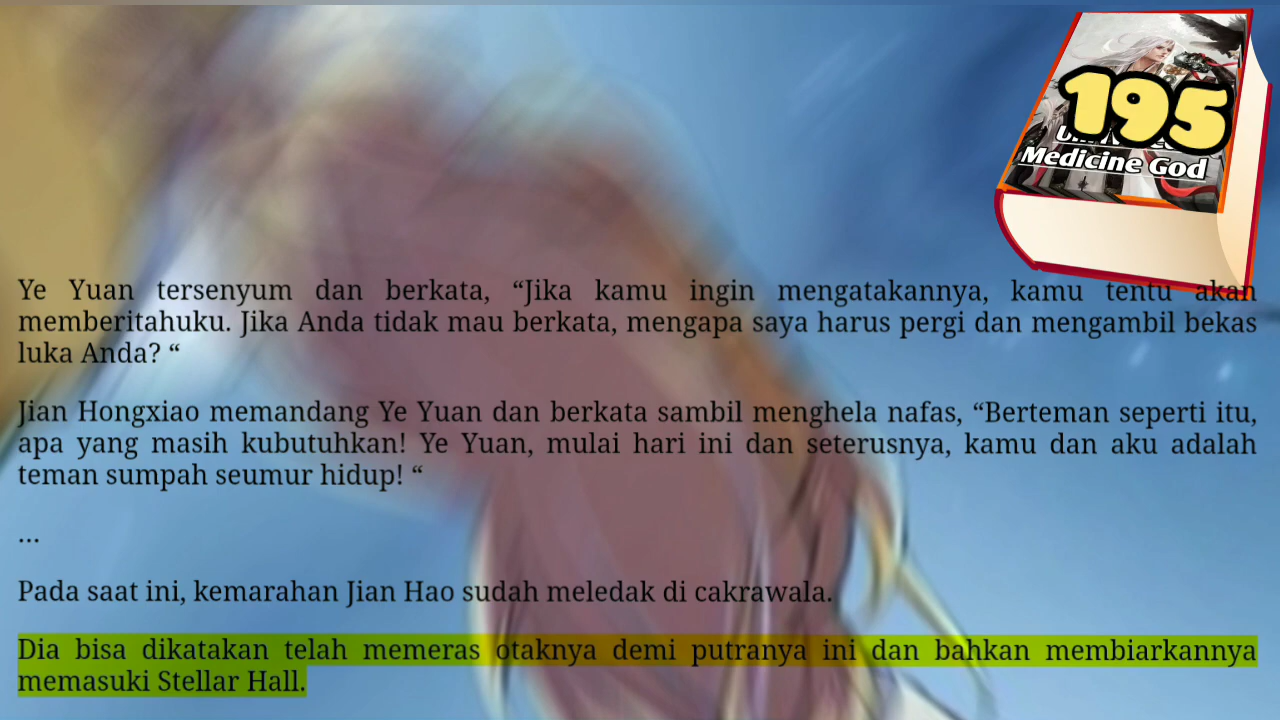 195
Medicine God
Ye Yuan tersenyum dan berkata, “Jika kamu ingin mengatakannya, kamu tentu akan
memberitahuku. Jika Anda tidak mau berkata, mengapa saya harus pergi dan mengambil bekas
luka Anda? “
Jian Hongxiao memandang Ye Yuan dan berkata sambil menghela nafas, “Berteman seperti itu,
apa yang masih kubutuhkan! Ye Yuan, mulai hari ini dan seterusnya, kamu dan aku adalah
teman sumpah seumur hidup! “
...
Pada saat ini, kemarahan Jian Hao sudah meledak di cakrawala.
Dia bisa dikatakan telah memeras otaknya demi putranya ini dan bahkan membiarkannya
memasuki Stellar Hall.